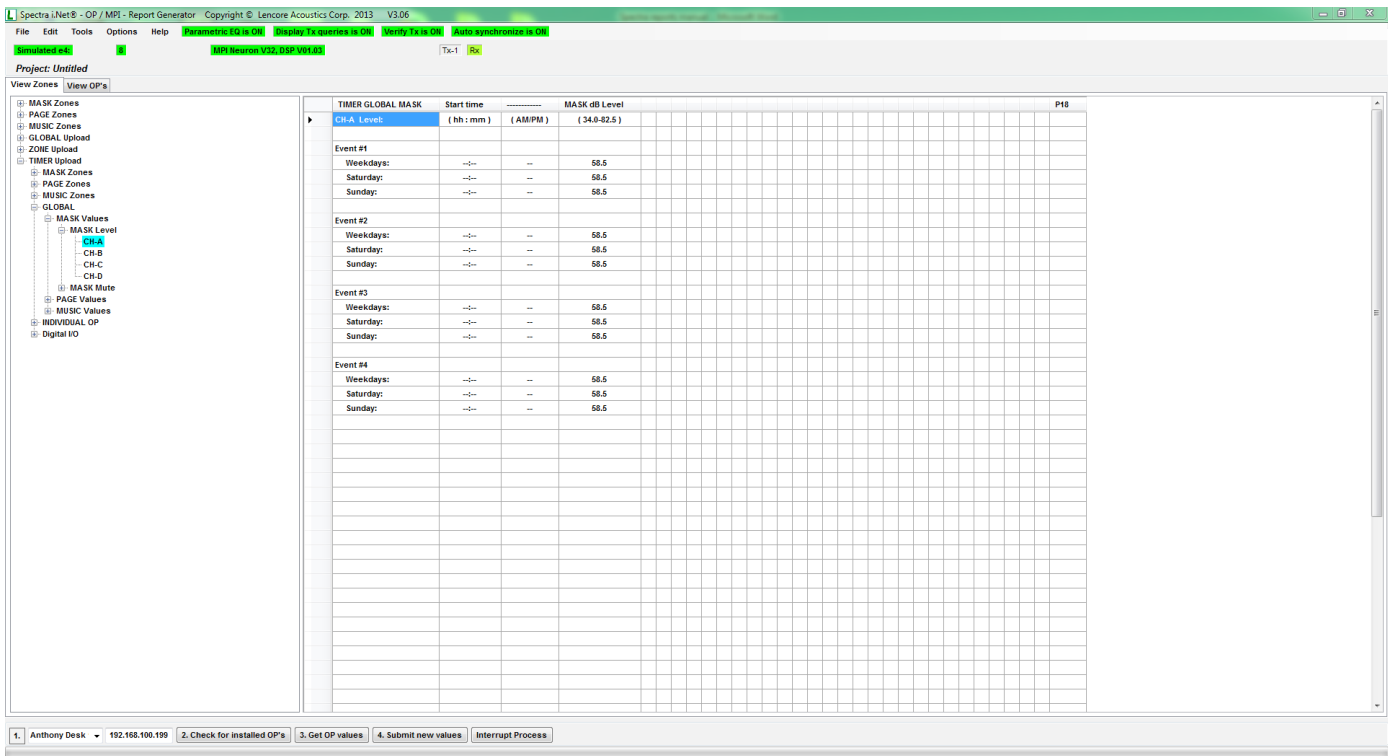 Spectra i.Net® - OP / MPI - Report Generator Copyright © Lencore Acoustics Corp. 2013 V3.06
File Edit Tools Options Help Parametric EQ is ON Display Tx queries is ON Verify Tx is ON Auto synchronize is ON
Simulated e4: 8 MPI Neuron V32, DSP V01.03 Tx-1 Rx
Project: Untitled
View Zones View OP's
MASK Zones
PAGE Zones
MUSIC Zones
GLOBAL Upload
ZONE Upload
TIMER Upload
MASK Zones
PAGE Zones
MUSIC Zones
GLOBAL
MASK Values
MASK Level
CH-A
CH-B
CH-C
CH-D
MASK Mute
PAGE Values
MUSIC Values
INDIVIDUAL OP
Digital I/O
TIMER GLOBAL MASK Start time ------------ MASK dB Level P18
CH-A Level: ( hh : mm ) ( AM/PM ) ( 34.0-82.5 )
Event #1
Weekdays: --:-- -- 58.5
Saturday: --:-- -- 58.5
Sunday: --:-- -- 58.5
Event #2
Weekdays: --:-- -- 58.5
Saturday: --:-- -- 58.5
Sunday: --:-- -- 58.5
Event #3
Weekdays: --:-- -- 58.5
Saturday: --:-- -- 58.5
Sunday: --:-- -- 58.5
Event #4
Weekdays: --:-- -- 58.5
Saturday: --:-- -- 58.5
Sunday: --:-- -- 58.5
1. Anthony Desk 192.168.100.199 2. Check for installed OP's 3. Get OP values 4. Submit new values Interrupt Process